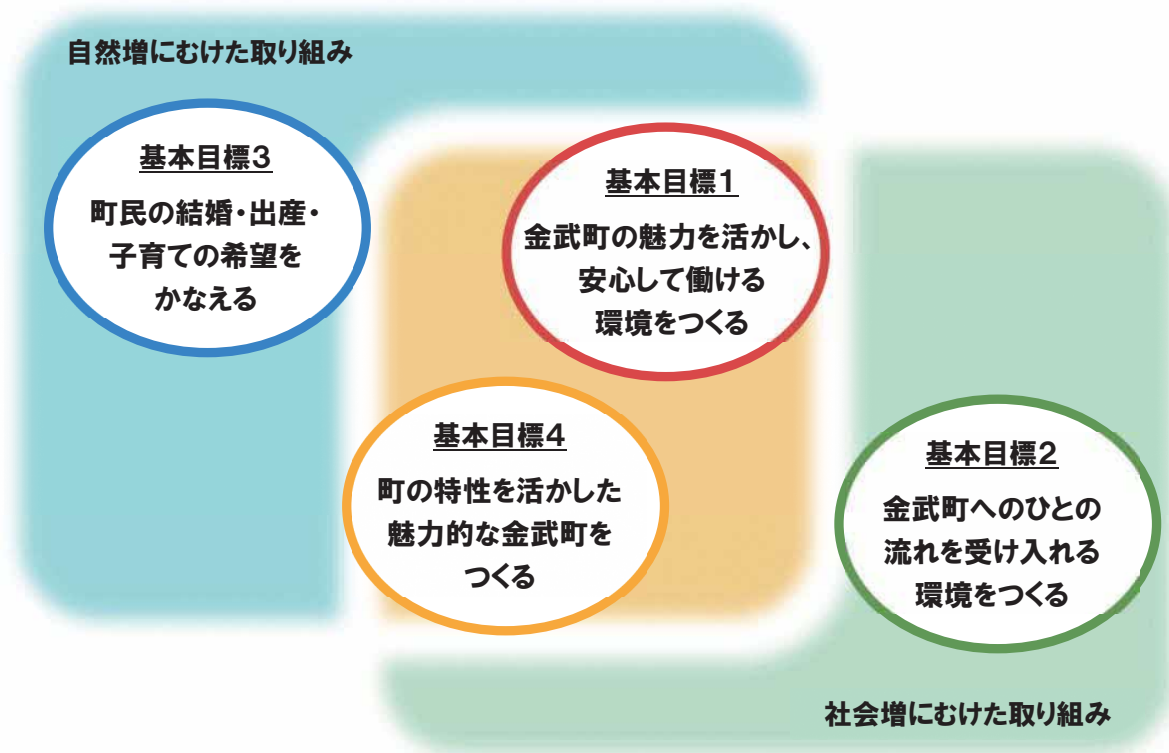 自然増にむけた取り組み
基本目標3
町民の結婚・出産・
子育ての希望を
かなえる
基本目標1
金武町の魅力を活かし、
安心して働ける
環境をつくる
基本目標4
町の特性を活かした
魅力的な金武町を
つくる
基本目標2
金武町へのひとの
流れを受け入れる
環境をつくる
社会増にむけた取り組み